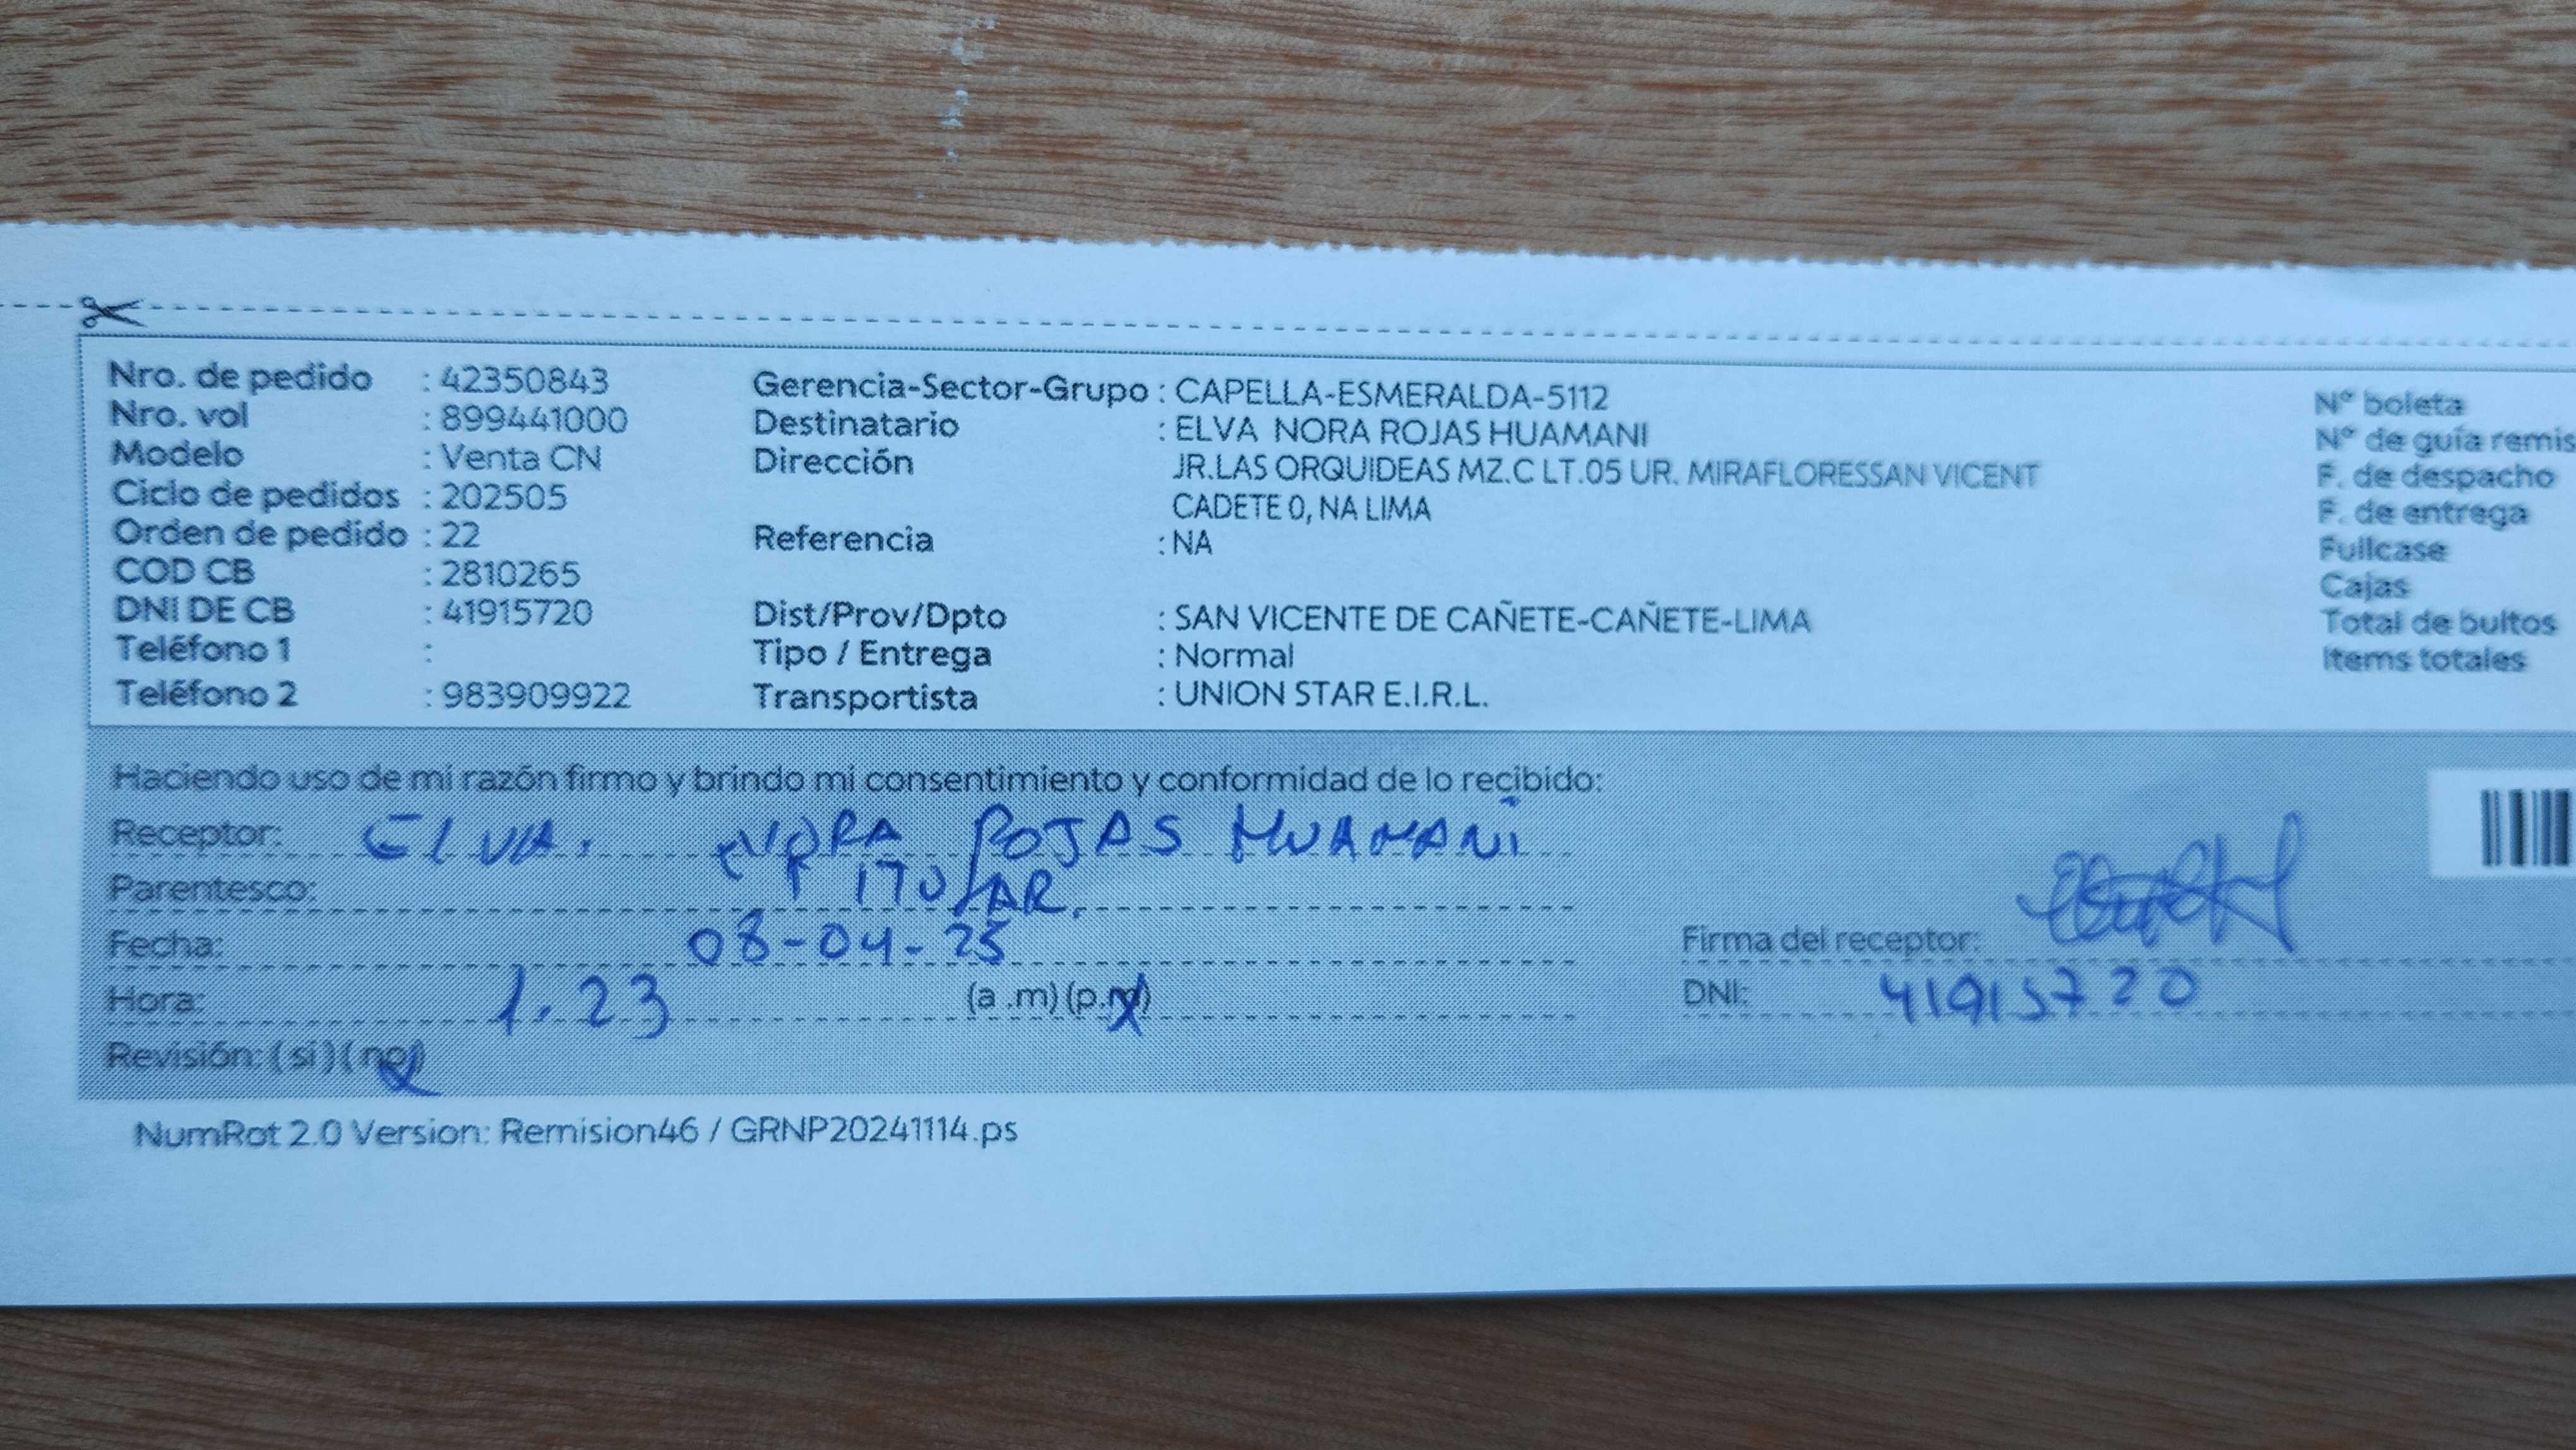 Nro. de pedido : 42350843
Nro. vol : 899441000
Modelo : Venta CN
Ciclo de pedidos : 202505
Orden de pedido : 22
COD CB : 2810265
DNI DE CB : 41915720
Teléfono 1 :
Teléfono 2 : 983909922
Gerencia-Sector-Grupo : CAPELLA-ESMERALDA-5112
Destinatario : ELVA NORA ROJAS HUAMANI
Dirección JR.LAS ORQUIDEAS MZ.C LT.05 UR. MIRAFLORESSAN VICENT
CADETE 0, NA LIMA
Referencia : NA
Dist/Prov/Dpto : SAN VICENTE DE CAÑETE-CAÑETE-LIMA
Tipo / Entrega : Normal
Transportista : UNION STAR E.I.R.L.
N° boleta
N° de guía remis
F. de despacho
F. de entrega
Fullcase
Cajas
Total de bultos
Items totales
Haciendo uso de mi razón firmo y brindo mi consentimiento y conformidad de lo recibido:
Receptor: ELVA. NORA ROJAS HUAMANI
Parentesco: TITULAR.
Fecha: 08-04-25
Hora: 1.23 (a .m) (p.m)
Revisión: ( si ) ( no )
Firma del receptor:
DNI: 41915720
NumRot 2.0 Version: Remision46 / GRNP20241114.ps